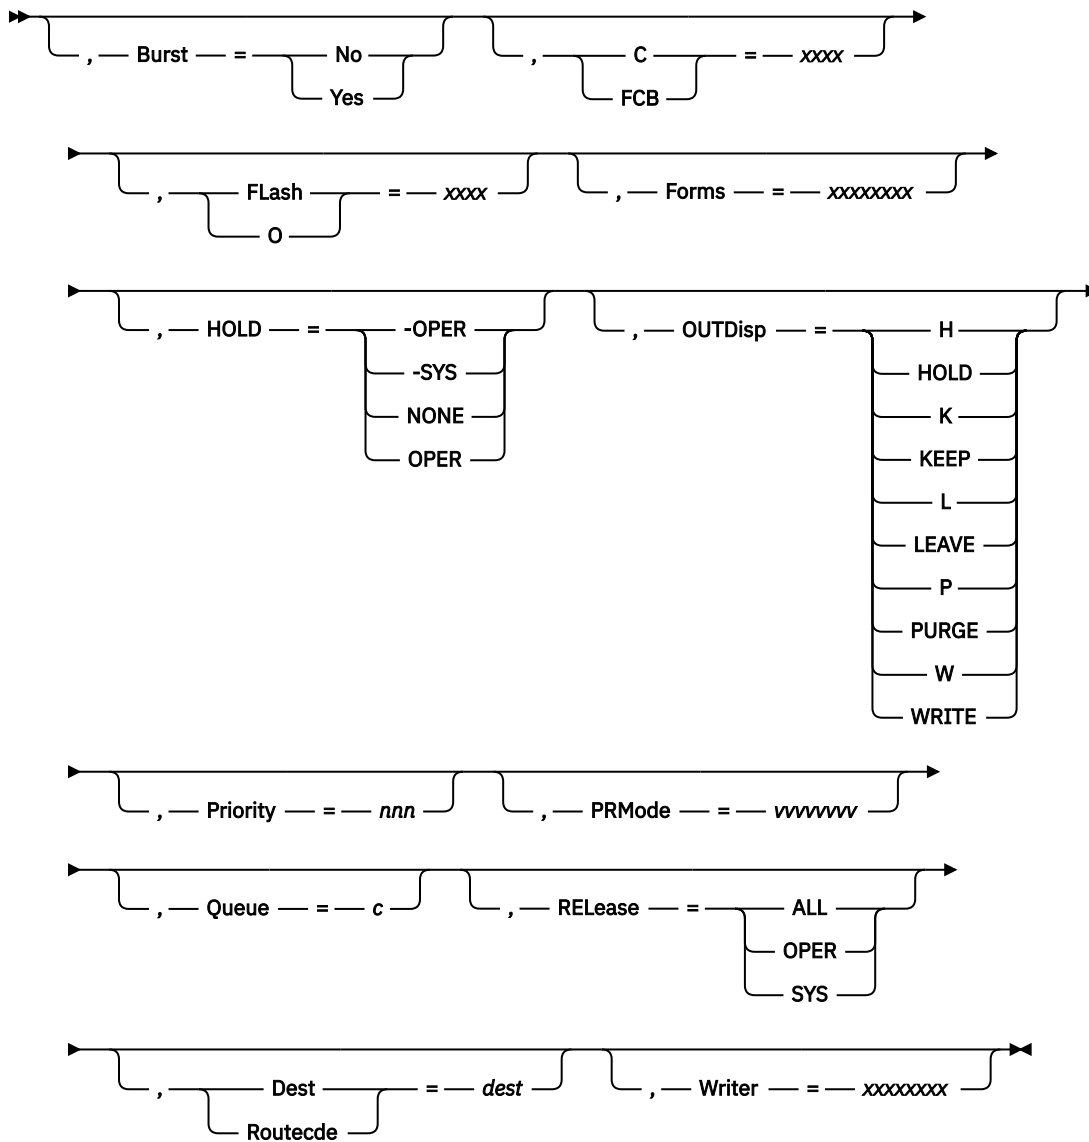 , Burst = No , C = xxxx
Yes FCB
, FLash = xxxx , Forms = xxxxxxxx
O
, HOLD = -OPER , OUTDisp = H
-SYS HOLD
NONE K
OPER KEEP
L
LEAVE
P
PURGE
W
WRITE
, Priority = nnn , PRMode = vvvvvvvv
, Queue = c , RELease = ALL
OPER
SYS
, Dest = dest , Writer = xxxxxxxx
Routecde